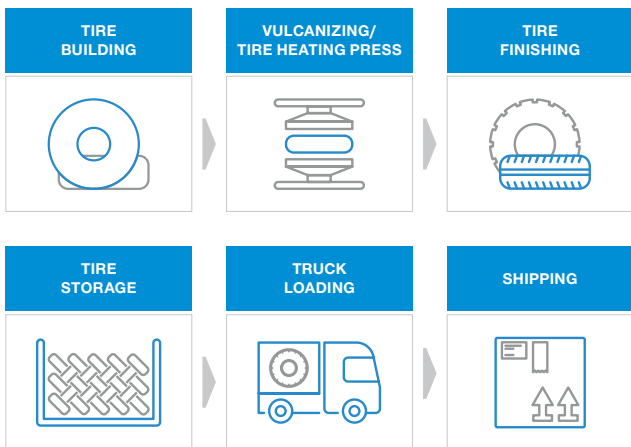 TIRE
BUILDING
VULCANIZING/
TIRE HEATING PRESS
TIRE
FINISHING
TIRE
STORAGE
TRUCK
LOADING
SHIPPING